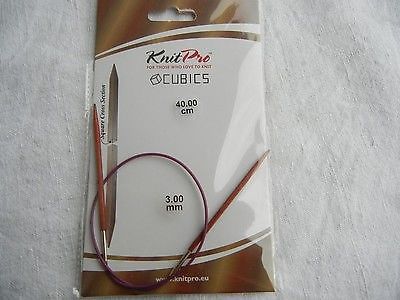 KnitPro™
FOR THOSE WHO LOVE TO KNIT
CUBICS
Square Cross Section
40.00
cm
3.00
mm
www.knitpro.eu